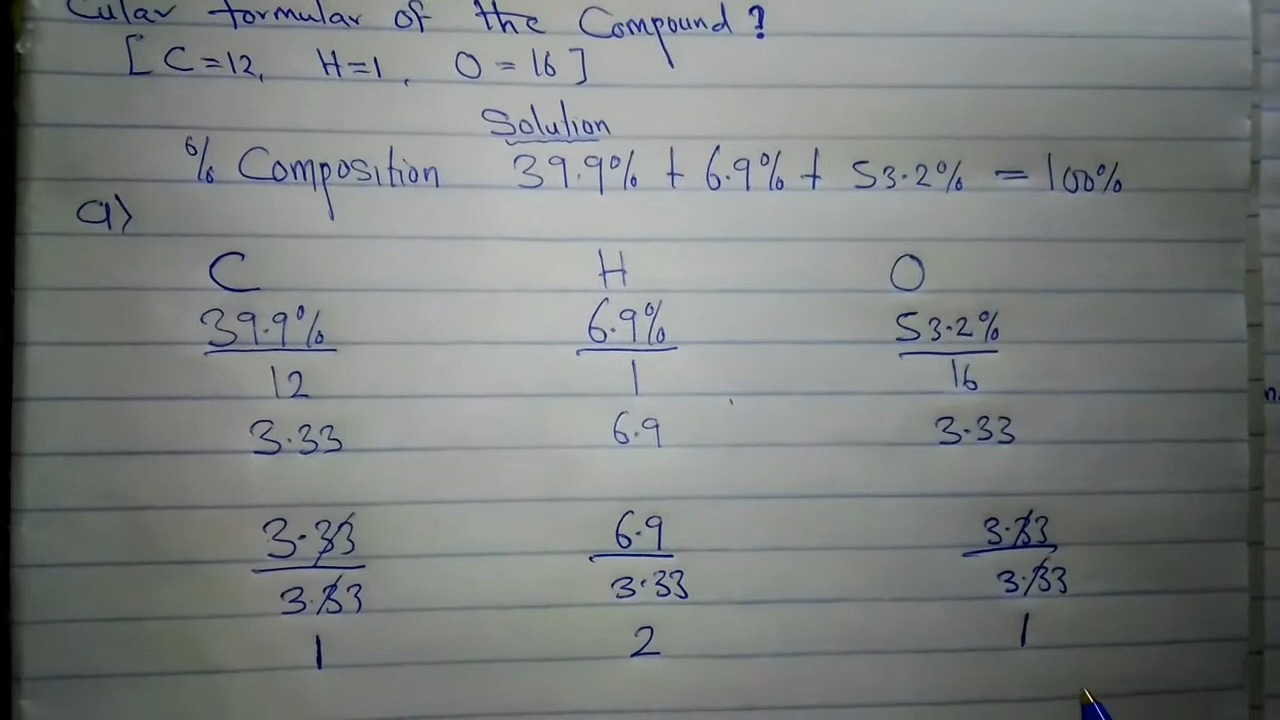 cular formular of the Compound?
[C=12, H=1, O=16]
Solution
% Composition 39.9% + 6.9% + 53.2% = 100%
a)
C H O
39.9% 6.9% 53.2%
12 1 16
3.33 6.9 3.33
3.33 6.9 3.33
3.33 3.33 3.33
1 2 1